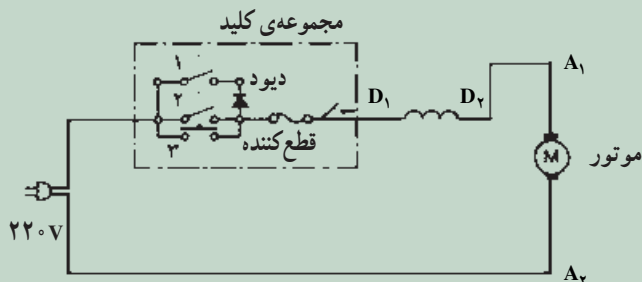 مجموعه‌ی کلید
۱
دیود
۲
قطع‌کننده
۳
D۱
D۲
A۱
M
موتور
۲۲۰V
A۲